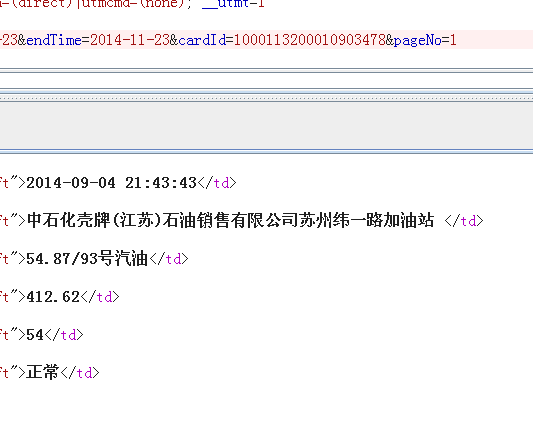 =(direct)|utmcmd=(none); __utmt=1
-23&endTime=2014-11-23&cardId=1000113200010903478&pageNo=1
ft">2014-09-04 21:43:43</td>
ft">中石化壳牌(江苏)石油销售有限公司苏州纬一路加油站 </td>
ft">54.87/93号汽油</td>
ft">412.62</td>
ft">54</td>
ft">正常</td>